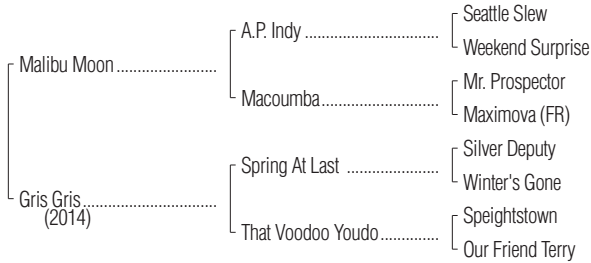 Seattle Slew
A.P. Indy ........................
Weekend Surprise
Malibu Moon ......................
Mr. Prospector
Macoumba..........................
Maximova (FR)
Silver Deputy
Spring At Last ...................
Winter's Gone
Gris Gris.........................
(2014)
Speightstown
That Voodoo Youdo...............
Our Friend Terry